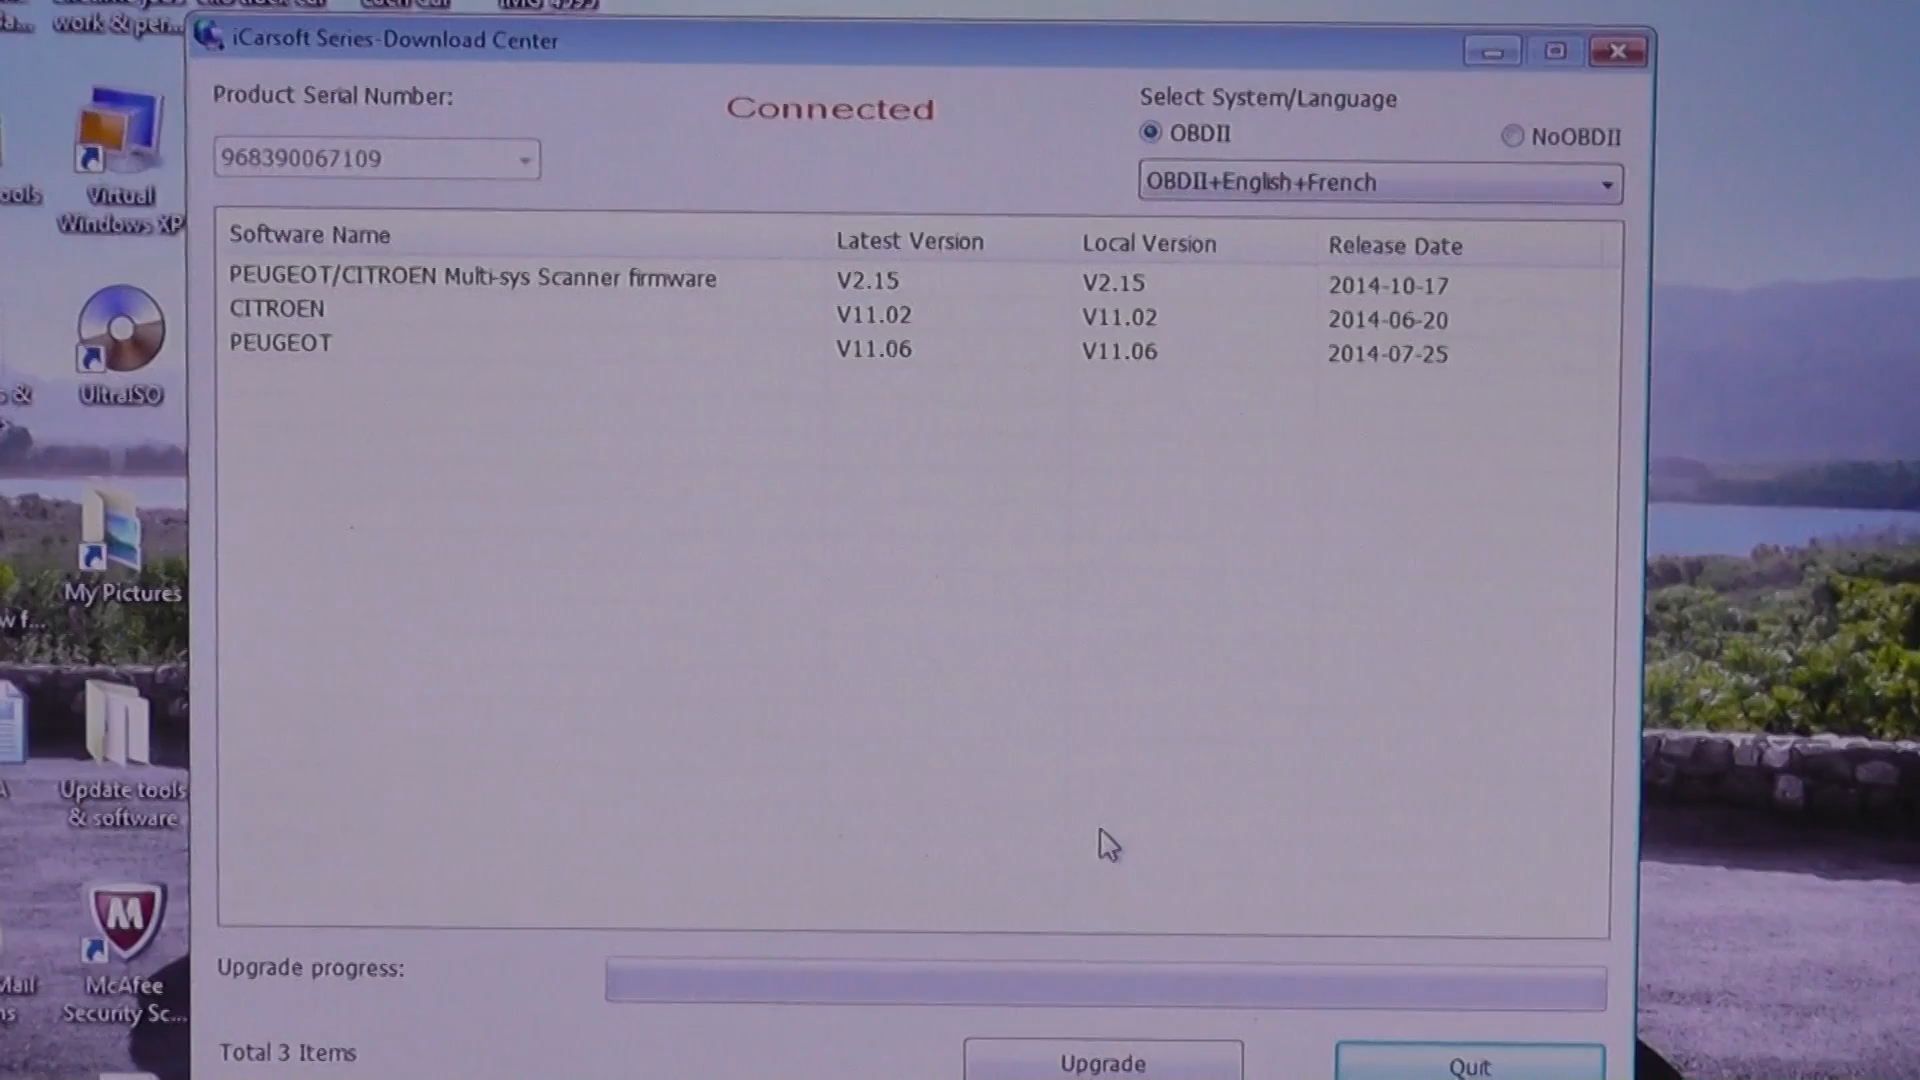 work & per...
iCarsoft Series-Download Center
Product Serial Number:
Connected
Select System/Language
OBDII
NoOBDII
968390067109
OBDII+English+French
Software Name Latest Version Local Version Release Date
PEUGEOT/CITROEN Multi-sys Scanner firmware V2.15 V2.15 2014-10-17
CITROEN V11.02 V11.02 2014-06-20
PEUGEOT V11.06 V11.06 2014-07-25
Upgrade progress:
Total 3 Items
Upgrade
Quit
Virtual
Windows XP
UltraISO
My Pictures
Update tools
& software
M
McAfee
Security Sc...